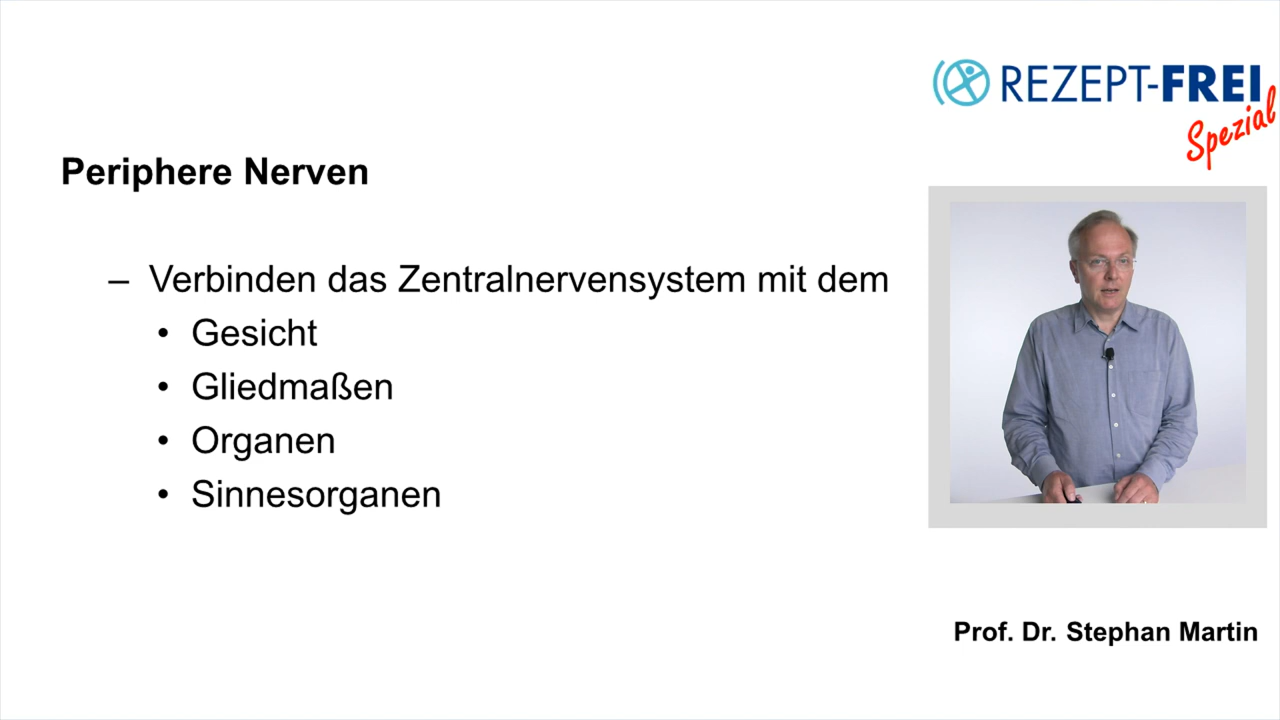 REZEPT-FREI
Spezial
Periphere Nerven
– Verbinden das Zentralnervensystem mit dem
• Gesicht
• Gliedmaßen
• Organen
• Sinnesorganen
Prof. Dr. Stephan Martin